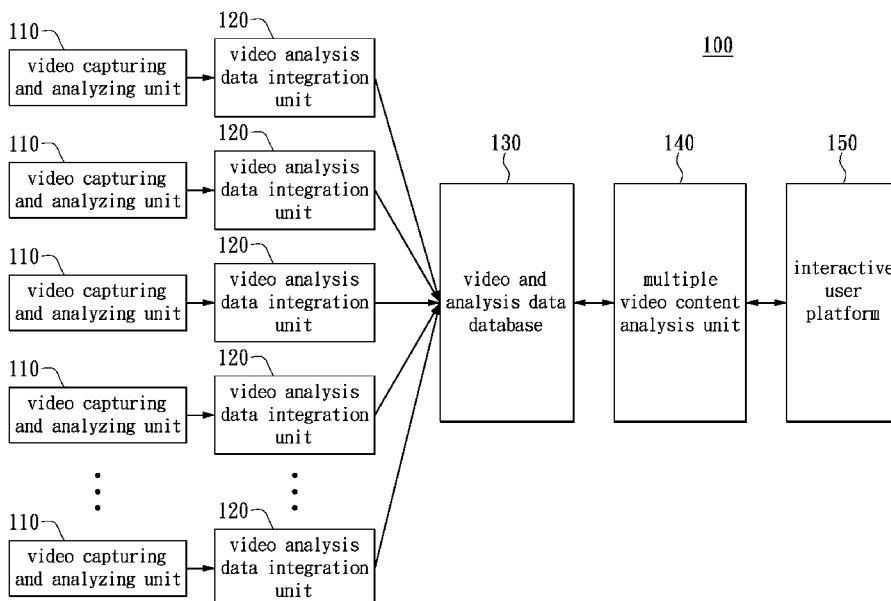 100
110
120
video capturing
and analyzing unit
video analysis
data integration
unit
110
120
video capturing
and analyzing unit
video analysis
data integration
unit
110
120
video capturing
and analyzing unit
video analysis
data integration
unit
110
120
video capturing
and analyzing unit
video analysis
data integration
unit
110
120
video capturing
and analyzing unit
video analysis
data integration
unit
130
video and
analysis data
database
140
multiple
video content
analysis unit
150
interactive
user
platform